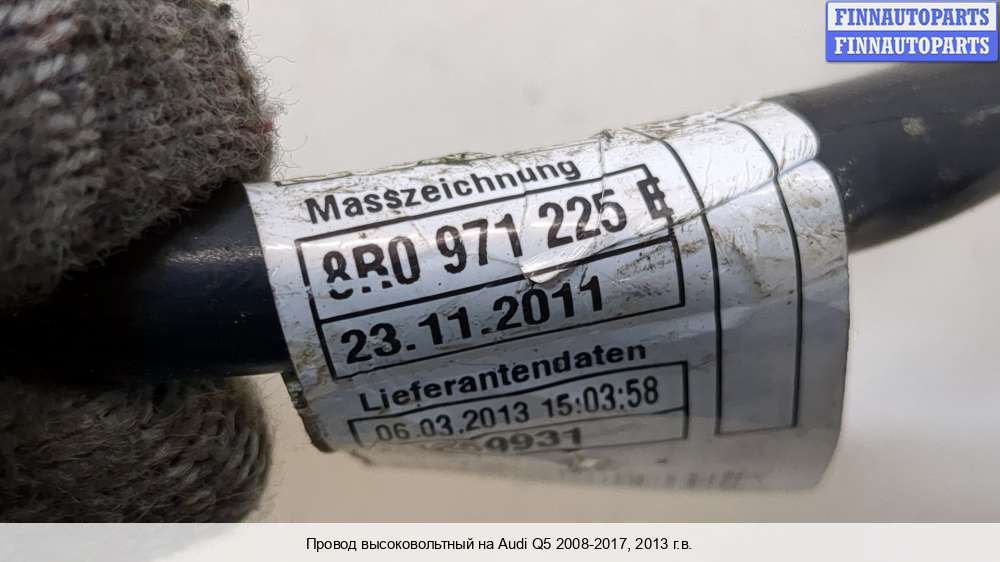 FINNAUTOPARTS
FINNAUTOPARTS
Masszeichnung
8R0 971 225 E
23.11.2011
Lieferantendaten
06.03.2013 15:03:58
Провод высоковольтный на Audi Q5 2008-2017, 2013 г.в.